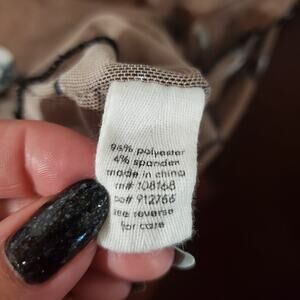 96% polyester
4% spandex
made in china
rn# 108168
po# 912766
see reverse
for care